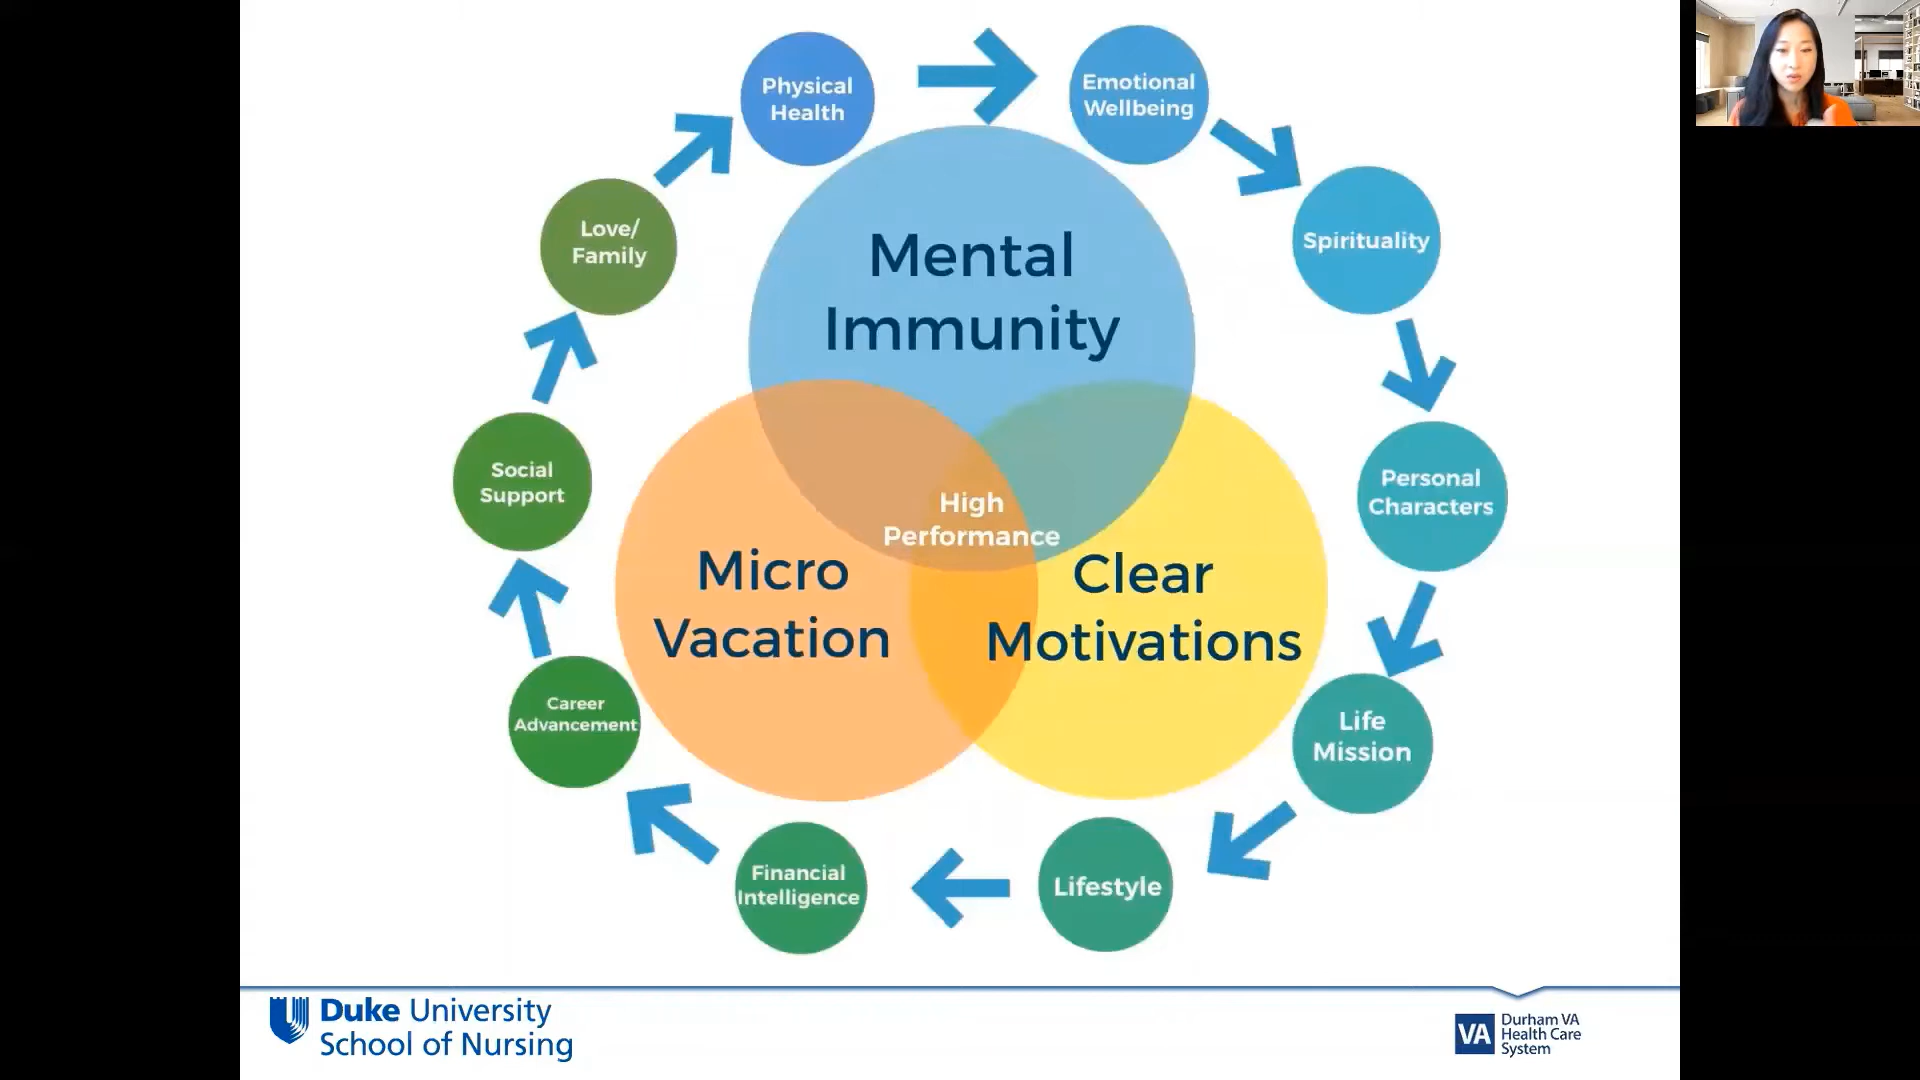 Physical
Health
Emotional
Wellbeing
Spirituality
Personal
Characters
Life
Mission
Lifestyle
Financial
Intelligence
Career
Advancement
Social
Support
Love/
Family
Mental
Immunity
High
Performance
Micro
Vacation
Clear
Motivations
Duke University
School of Nursing
VA
Durham VA
Health Care
System